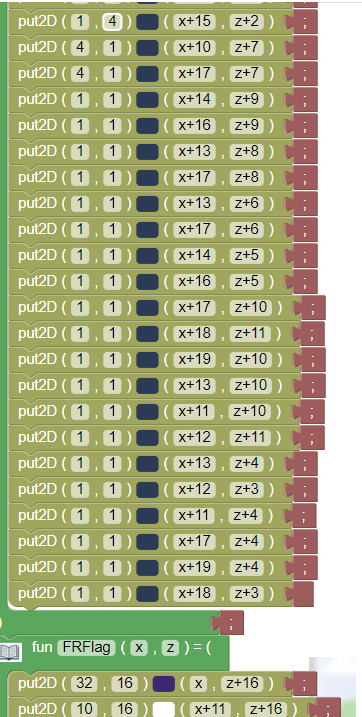 put2D ( 1 , 4 ) ( x+15 , z+2 ) ;
put2D ( 4 , 1 ) ( x+10 , z+7 ) ;
put2D ( 4 , 1 ) ( x+17 , z+7 ) ;
put2D ( 1 , 1 ) ( x+14 , z+9 ) ;
put2D ( 1 , 1 ) ( x+16 , z+9 ) ;
put2D ( 1 , 1 ) ( x+13 , z+8 ) ;
put2D ( 1 , 1 ) ( x+17 , z+8 ) ;
put2D ( 1 , 1 ) ( x+13 , z+6 ) ;
put2D ( 1 , 1 ) ( x+17 , z+6 ) ;
put2D ( 1 , 1 ) ( x+14 , z+5 ) ;
put2D ( 1 , 1 ) ( x+16 , z+5 ) ;
put2D ( 1 , 1 ) ( x+17 , z+10 ) ;
put2D ( 1 , 1 ) ( x+18 , z+11 ) ;
put2D ( 1 , 1 ) ( x+19 , z+10 ) ;
put2D ( 1 , 1 ) ( x+13 , z+10 ) ;
put2D ( 1 , 1 ) ( x+11 , z+10 ) ;
put2D ( 1 , 1 ) ( x+12 , z+11 ) ;
put2D ( 1 , 1 ) ( x+13 , z+4 ) ;
put2D ( 1 , 1 ) ( x+12 , z+3 ) ;
put2D ( 1 , 1 ) ( x+11 , z+4 ) ;
put2D ( 1 , 1 ) ( x+17 , z+4 ) ;
put2D ( 1 , 1 ) ( x+19 , z+4 ) ;
put2D ( 1 , 1 ) ( x+18 , z+3 )
;
fun FRFlag ( x , z ) = (
put2D ( 32 , 16 ) ( x , z+16 ) ;
put2D ( 10 , 16 ) ( x+11 , z+16 ) ;